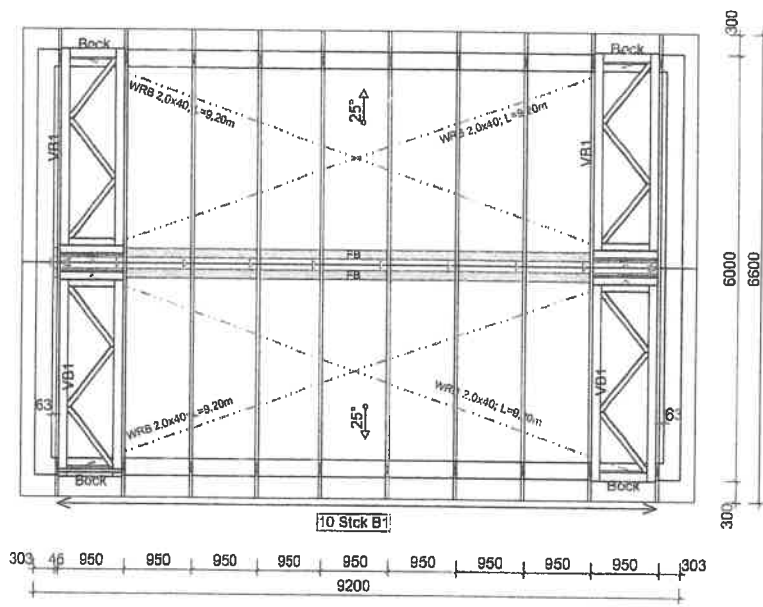 Bock
Bock
300
VB1
WRB 2,0x40; L=9,20m
25°
WRB 2,0x40; L=9,20m
VB1
FB
FB
6000
6600
VB1
VB1
63
WRB 2,0x40; L=9,20m
25°
WRB 2,0x40; L=9,20m
63
Bock
Bock
300
10 Stck B1
303 46 950 950 950 950 950 950 950 950 950 303
9200